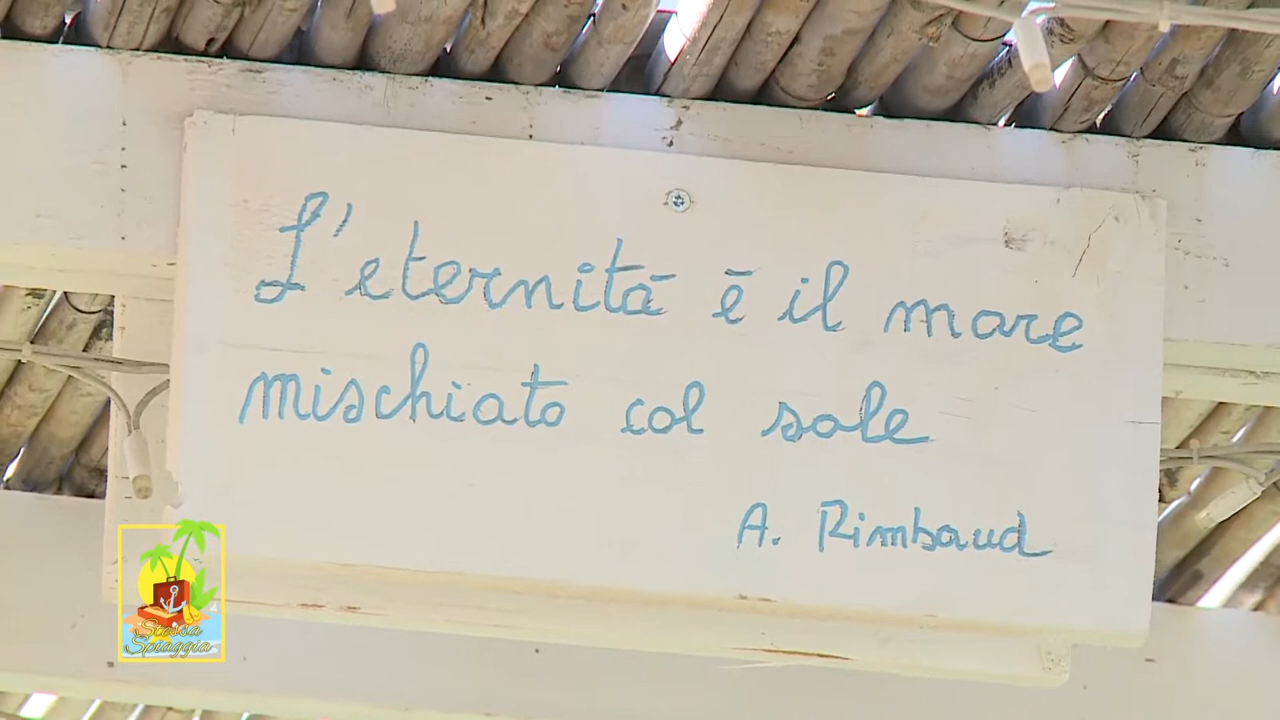 L'eternità è il mare
mischiato col sole
A. Rimbaud
Stessa
Spiaggia